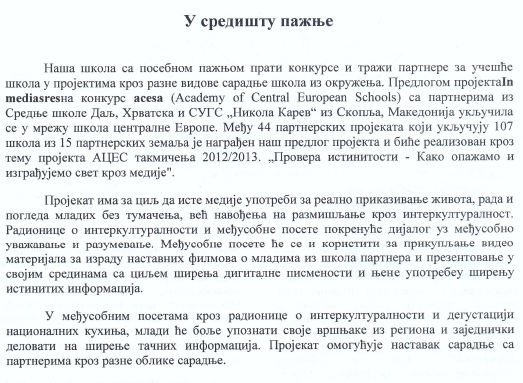 У средишту пажње
Наша школа са посебном пажњом прати конкурсе и тражи партнере за учешће
школа у пројектима кроз разне видове сарадње школа из окружења. Предлогом пројектаIn
mediasresна конкурс acesa (Academy of Central European Schools) са партнерима из
Средње школе Даљ, Хрватска и СУГС „Никола Карев“ из Скопља, Македонија укључила
се у мрежу школа централне Европе. Међу 44 партнерских пројеката који укључују 107
школа из 15 партнерских земаља је награђен наш предлог пројекта и биће реализован кроз
тему пројекта АЦЕС такмичења 2012/2013. „Провера истинитости - Како опажамо и
изграђујемо свет кроз медије".
Пројекат има за циљ да исте медије употреби за реално приказивање живота, рада и
погледа младих без тумачења, већ навођења на размишљање кроз интеркултуралност.
Радионице о интеркултуралности и међусобне посете покренуће дијалог уз међусобно
уважавање и разумевање. Међусобне посете ће се и користити за прикупљање видео
материјала за израду наставних филмова о младима из школа партнера и презентовање у
својим срединама са циљем ширења дигиталне писмености и њене употребеу ширењу
истинитих информација.
У међусобним посетама кроз радионице о интеркултуралности и дегустацији
националних кухиња, млади ће боље упознати своје вршњаке из региона и заједнички
деловати на ширење тачних информација. Пројекат омогућује наставак сарадње са
партнерима кроз разне облике сарадње.